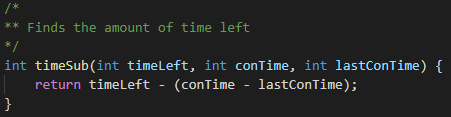 /*
** Finds the amount of time left
*/
int timeSub(int timeLeft, int conTime, int lastConTime) {
    return timeLeft - (conTime - lastConTime);
}